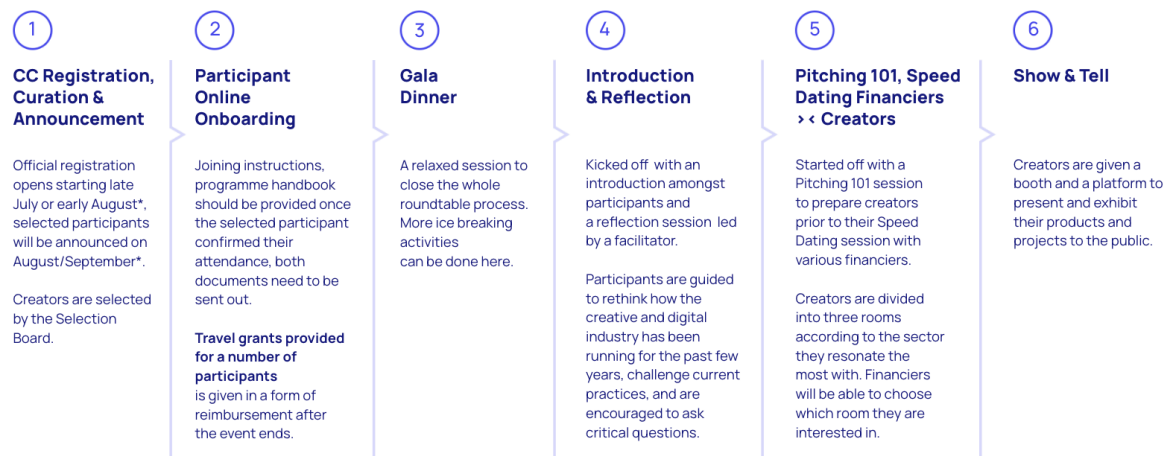 1
CC Registration,
Curation &
Announcement
Official registration
opens starting late
July or early August*,
selected participants
will be announced on
August/September*.
Creators are selected
by the Selection
Board.
2
Participant
Online
Onboarding
Joining instructions,
programme handbook
should be provided once
the selected participant
confirmed their
attendance, both
documents need to be
sent out.
Travel grants provided
for a number of
participants
is given in a form of
reimbursement after
the event ends.
3
Gala
Dinner
A relaxed session to
close the whole
roundtable process.
More ice breaking
activities
can be done here.
4
Introduction
& Reflection
Kicked off with an
introduction amongst
participants and
a reflection session led
by a facilitator.
Participants are guided
to rethink how the
creative and digital
industry has been
running for the past few
years, challenge current
practices, and are
encouraged to ask
critical questions.
5
Pitching 101, Speed
Dating Financiers
>< Creators
Started off with a
Pitching 101 session
to prepare creators
prior to their Speed
Dating session with
various financiers.
Creators are divided
into three rooms
according to the sector
they resonate the
most with. Financiers
will be able to choose
which room they are
interested in.
6
Show & Tell
Creators are given a
booth and a platform to
present and exhibit
their products and
projects to the public.